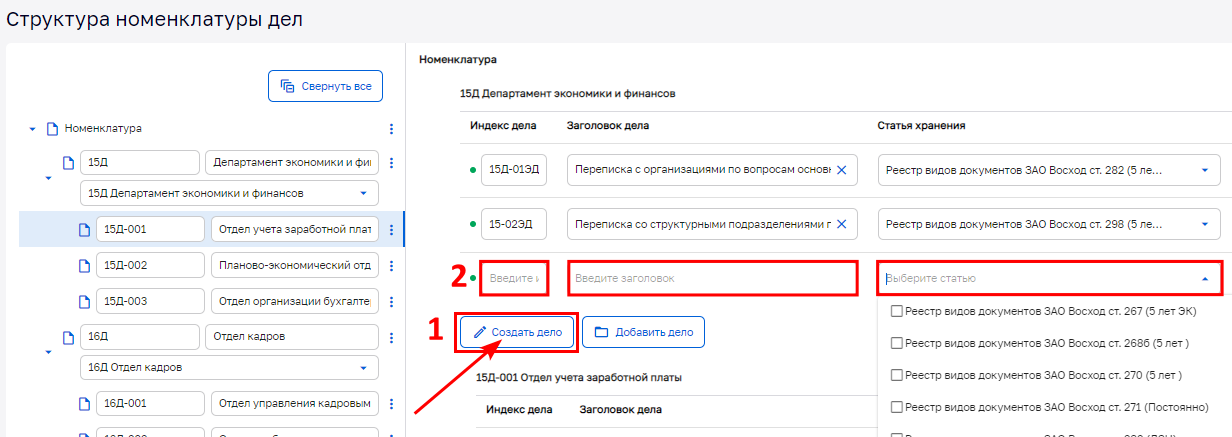 Структура номенклатуры дел
Свернуть все
Номенклатура
15Д Департамент экономики и фи
15Д Департамент экономики и финансов
15Д-001 Отдел учета заработной плат
15Д-002 Планово-экономический отд
15Д-003 Отдел организации бухгалте
16Д Отдел кадров
16Д Отдел кадров
16Д-001 Отдел управления кадровым
Номенклатура
15Д Департамент экономики и финансов
Индекс дела Заголовок дела Статья хранения
15Д-01ЭД Переписка с организациями по вопросам основн Реестр видов документов ЗАО Восход ст. 282 (5 ле...
15-02ЭД Переписка со структурными подразделениями п Реестр видов документов ЗАО Восход ст. 298 (5 ле...
2 Введите и Введите заголовок Выберите статью
Реестр видов документов ЗАО Восход ст. 267 (5 лет ЭК)
1 Создать дело Добавить дело
Реестр видов документов ЗАО Восход ст. 268б (5 лет )
Реестр видов документов ЗАО Восход ст. 270 (5 лет )
15Д-001 Отдел учета заработной платы
Реестр видов документов ЗАО Восход ст. 271 (Постоянно)
Индекс дела Заголовок дела